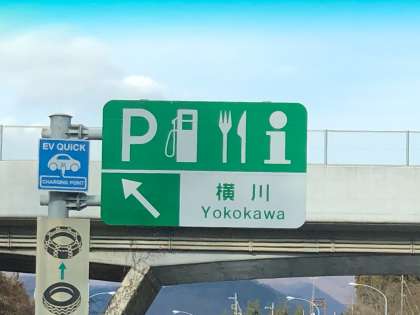 P i
EV QUICK
CHARGING POINT
横川
Yokokawa